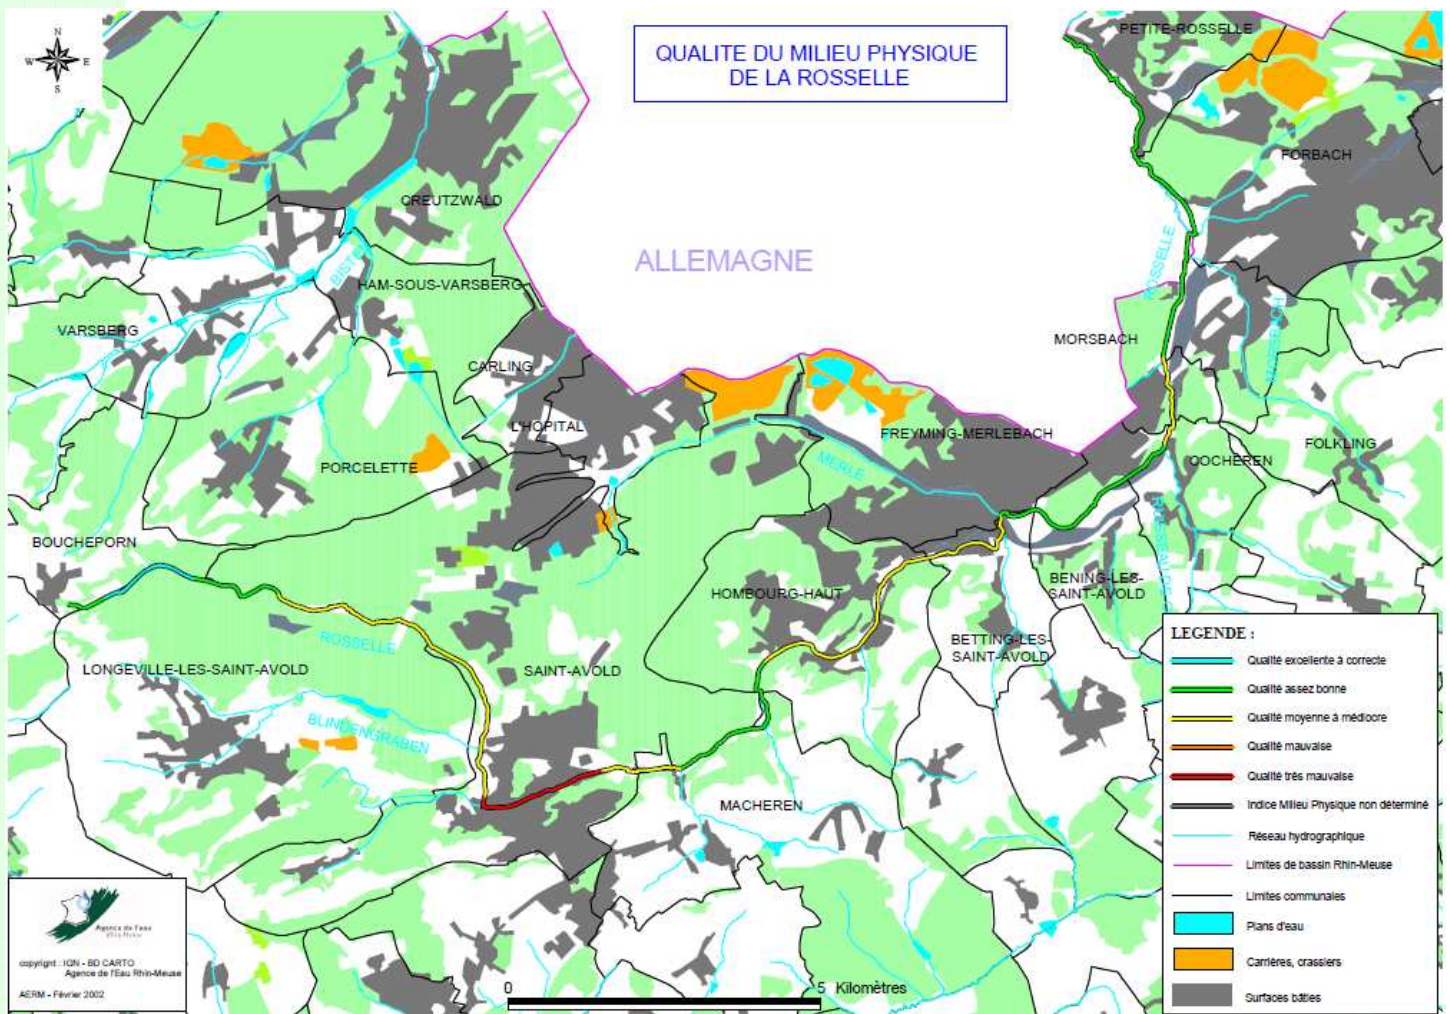 N
W E
S
QUALITE DU MILIEU PHYSIQUE
DE LA ROSSELLE
PETITE-ROSSELLE
FORBACH
CREUTZWALD
ROSSELLE
ALLEMAGNE
HAM-SOUS-VARSBERG
VARSBERG
MORSBACH
CARLING
L'HOPITAL
FREYMING-MERLEBACH
FOLKLING
COCHEREN
PORCELETTE
MERLE
BOUCHEPORN
HOMBOURG-HAUT
BENING-LES-
SAINT-AVOLD
ROSSELLE
BETTING-LES-
SAINT-AVOLD
LONGEVILLE-LES-SAINT-AVOLD
SAINT-AVOLD
BLINDENGRABEN
MACHEREN
LEGENDE :
Qualité excellente à correcte
Qualité assez bonne
Qualité moyenne à médiocre
Qualité mauvaise
Qualité très mauvaise
Indice Milieu Physique non déterminé
Réseau hydrographique
Limites de bassin Rhin-Meuse
Limites communales
Plans d'eau
Carrières, crassiers
Surfaces bâties
Agence de l'eau
Rhin-Meuse
copyright : IGN - BD CARTO
Agence de l'Eau Rhin-Meuse
AERM - Février 2002
0 5 Kilomètres